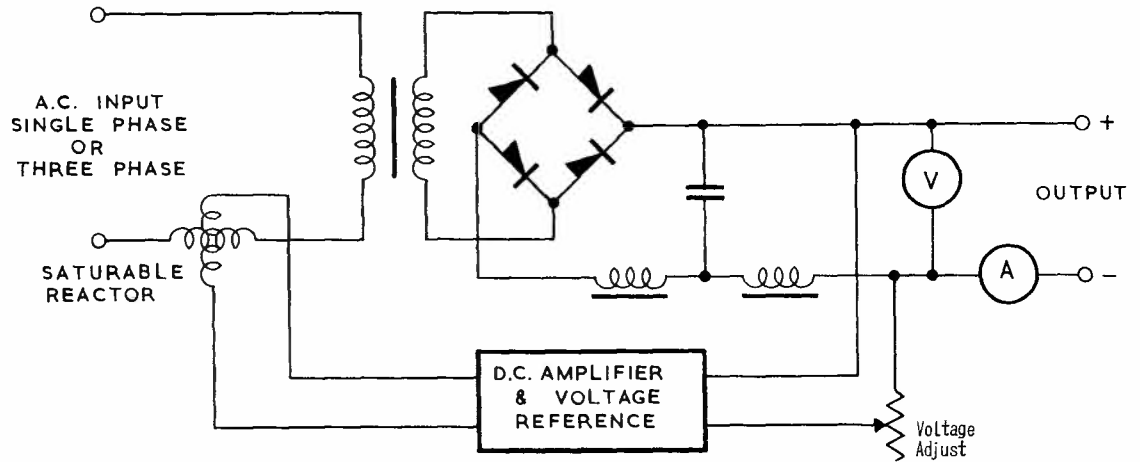 A.C. INPUT
SINGLE PHASE
OR
THREE PHASE
SATURABLE
REACTOR
D.C. AMPLIFIER
& VOLTAGE
REFERENCE
+
V
OUTPUT
A
-
Voltage
Adjust